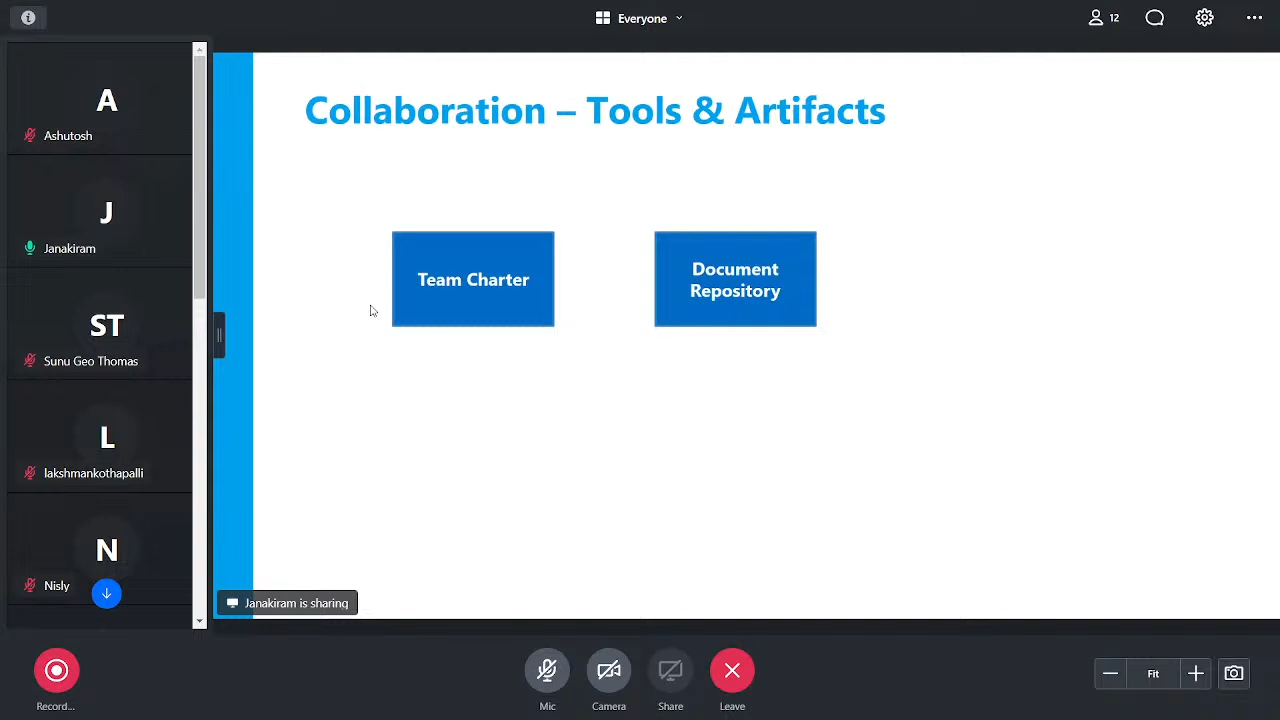 Everyone
12
A
Ashutosh
J
Janakiram
ST
Sunu Geo Thomas
L
lakshmankothapalli
N
Nisly
Collaboration – Tools & Artifacts
Team Charter
Document
Repository
Janakiram is sharing
Record...
Mic
Camera
Share
Leave
Fit